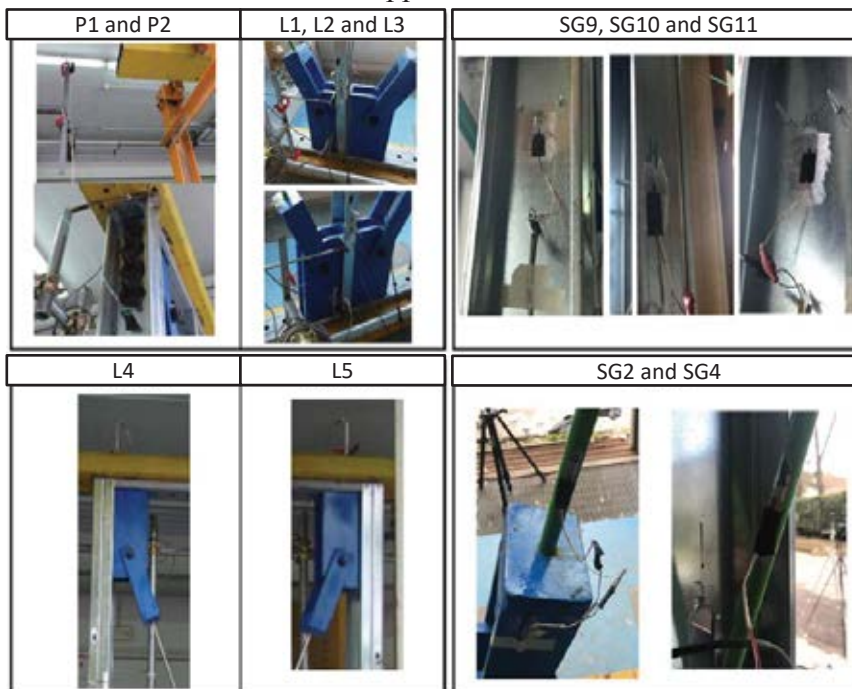 P1 and P2
L1, L2 and L3
SG9, SG10 and SG11
L4
L5
SG2 and SG4